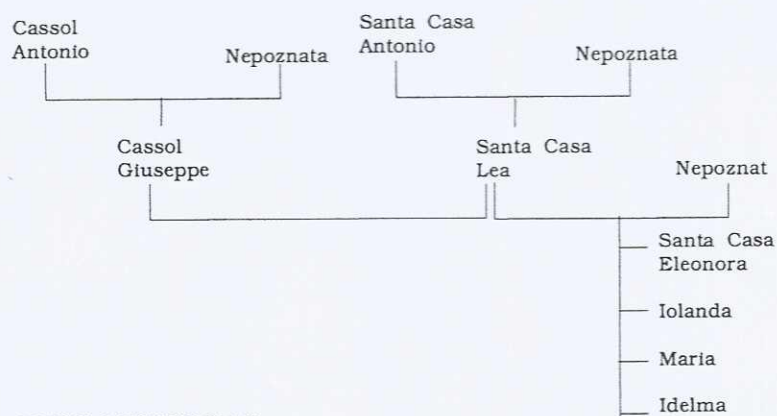 Cassol
Antonio
Nepoznata
Santa Casa
Antonio
Nepoznata
Cassol
Giuseppe
Santa Casa
Lea
Nepoznat
Santa Casa
Eleonora
Iolanda
Maria
Idelma